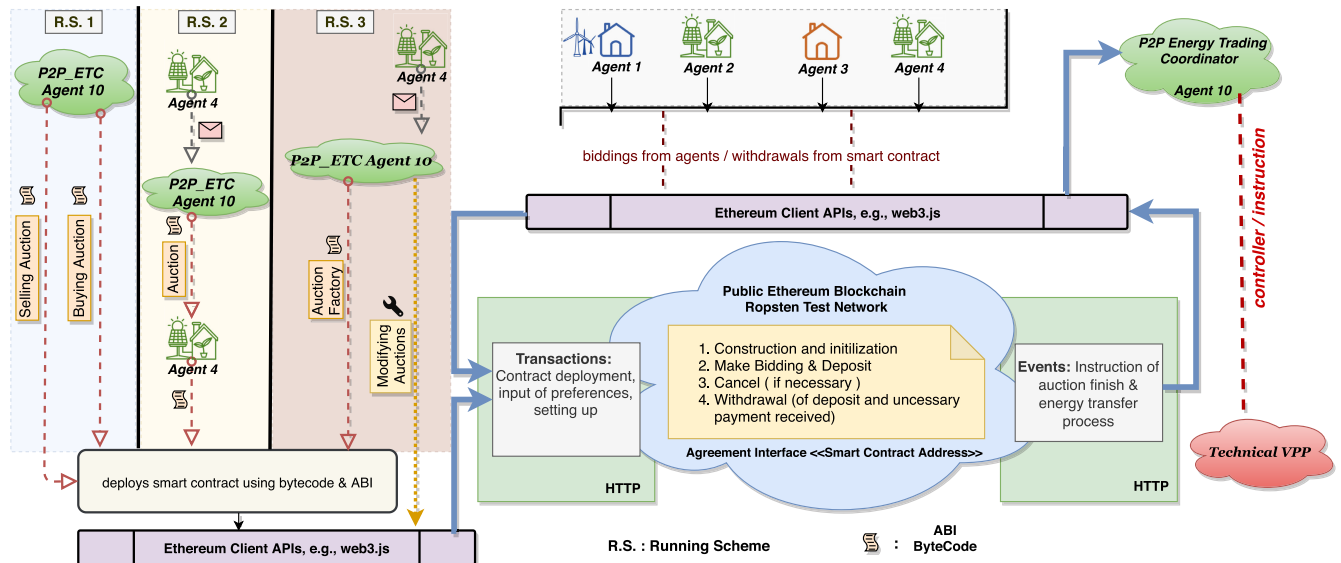 R.S. 1
R.S. 2
R.S. 3
P2P_ETC
Agent 10
Agent 4
Agent 4
P2P_ETC
Agent 10
P2P_ETC Agent 10
Selling Auction
Buying Auction
Auction
Auction
Factory
Modifying
Auctions
Agent 4
deploys smart contract using bytecode & ABI
Ethereum Client APIs, e.g., web3.js
Agent 1
Agent 2
Agent 3
Agent 4
biddings from agents / withdrawals from smart contract
Ethereum Client APIs, e.g., web3.js
Public Ethereum Blockchain
Ropsten Test Network
1. Construction and initilization
2. Make Bidding & Deposit
3. Cancel ( if necessary )
4. Withdrawal (of deposit and uncessary
payment received)
Agreement Interface <<Smart Contract Address>>
Transactions:
Contract deployment,
input of preferences,
setting up
HTTP
Events: Instruction of
auction finish &
energy transfer
process
HTTP
P2P Energy Trading
Coordinator
Agent 10
controller / instruction
Technical VPP
R.S. : Running Scheme
: ABI
ByteCode